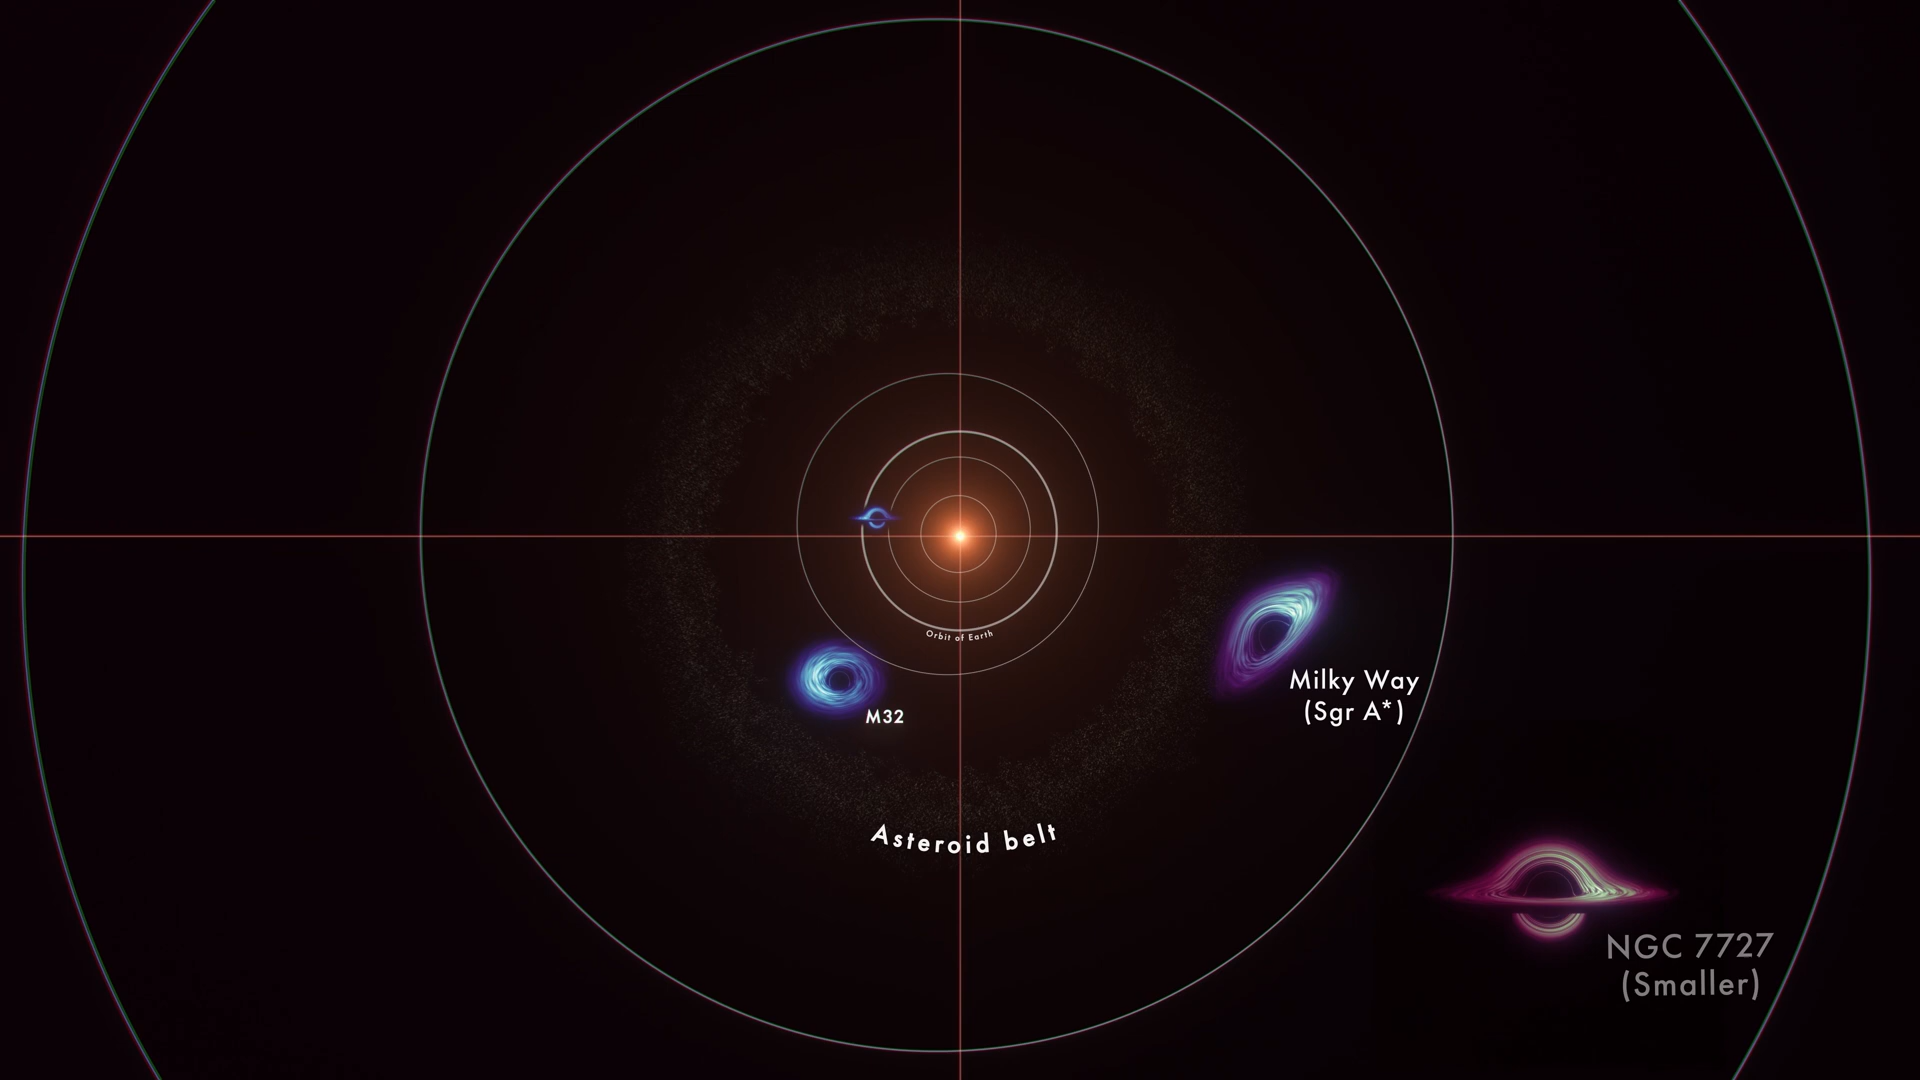 Orbit of Earth
M32
Milky Way
(Sgr A*)
Asteroid belt
NGC 7727
(Smaller)